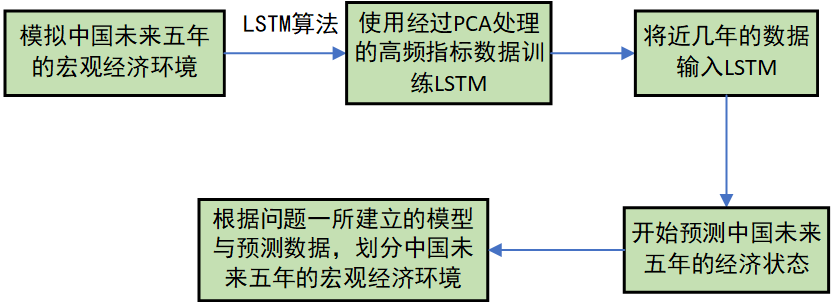 模拟中国未来五年
的宏观经济环境
LSTM算法
使用经过PCA处理
的高频指标数据训
练LSTM
将近几年的数据
输入LSTM
开始预测中国未来
五年的经济状态
根据问题一所建立的模型
与预测数据，划分中国未
来五年的宏观经济环境